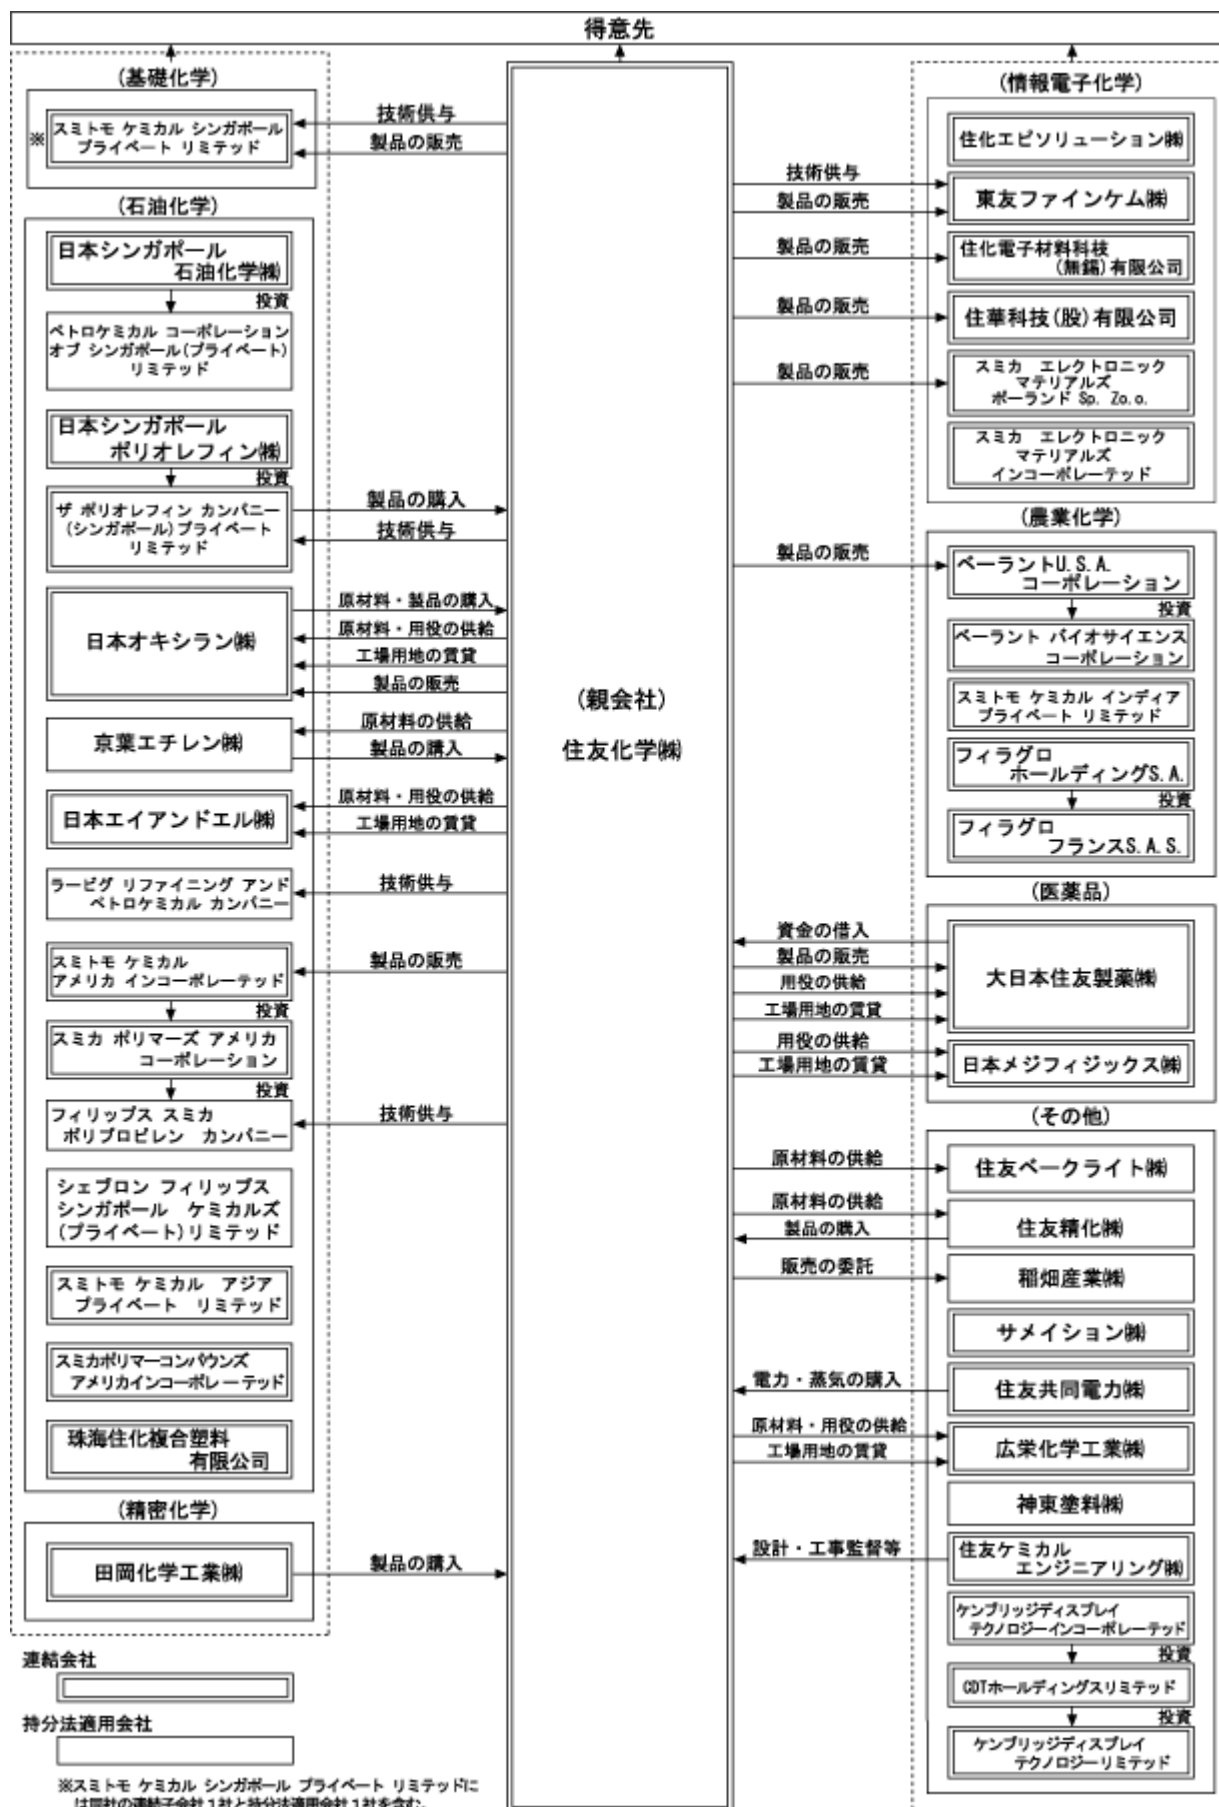 得意先
(基礎化学)
※
スミトモ ケミカル シンガポール
プライベート リミテッド
技術供与
製品の販売
(石油化学)
日本シンガポール
石油化学㈱
投資
ペトロケミカル コーポレーション
オブ シンガポール(プライベート)
リミテッド
日本シンガポール
ポリオレフィン㈱
投資
ザ ポリオレフィン カンパニー
(シンガポール)プライベート
リミテッド
製品の購入
技術供与
日本オキシラン㈱
原材料・製品の購入
原材料・用役の供給
工場用地の賃貸
製品の販売
京葉エチレン㈱
原材料の供給
製品の購入
日本エイアンドエル㈱
原材料・用役の供給
工場用地の賃貸
ラービグ リファイニング アンド
ペトロケミカル カンパニー
技術供与
スミトモ ケミカル
アメリカ インコーポレーテッド
製品の販売
投資
スミカ ポリマーズ アメリカ
コーポレーション
投資
フィリップス スミカ
ポリプロピレン カンパニー
技術供与
シェブロン フィリップス
シンガポール ケミカルズ
(プライベート)リミテッド
スミトモ ケミカル アジア
プライベート リミテッド
スミカポリマーコンパウンズ
アメリカインコーポレーテッド
珠海住化複合塑料
有限公司
(精密化学)
田岡化学工業㈱
製品の購入
連結会社
持分法適用会社
※スミトモ ケミカル シンガポール プライベート リミテッドに
は同社の連結子会社1社と持分法適用会社1社を含む。
(親会社)
住友化学㈱
(情報電子化学)
住化エピソリューション㈱
技術供与
製品の販売
東友ファインケム㈱
製品の販売
住化電子材料科技
(無錫)有限公司
製品の販売
住華科技(股)有限公司
製品の販売
スミカ エレクトロニック
マテリアルズ
ポーランド Sp. Zo.o.
スミカ エレクトロニック
マテリアルズ
インコーポレーテッド
(農業化学)
製品の販売
ベーラントU.S.A.
コーポレーション
投資
ベーラント バイオサイエンス
コーポレーション
スミトモ ケミカル インディア
プライベート リミテッド
フィラグロ
ホールディングS.A.
投資
フィラグロ
フランスS.A.S.
(医薬品)
資金の借入
製品の販売
用役の供給
工場用地の賃貸
大日本住友製薬㈱
用役の供給
工場用地の賃貸
日本メジフィジックス㈱
(その他)
原材料の供給
住友ベークライト㈱
原材料の供給
製品の購入
住友精化㈱
販売の委託
稲畑産業㈱
サメイション㈱
電力・蒸気の購入
住友共同電力㈱
原材料・用役の供給
工場用地の賃貸
広栄化学工業㈱
神東塗料㈱
設計・工事監督等
住友ケミカル
エンジニアリング㈱
ケンブリッジディスプレイ
テクノロジーインコーポレーテッド
投資
CDTホールディングスリミテッド
投資
ケンブリッジディスプレイ
テクノロジーリミテッド